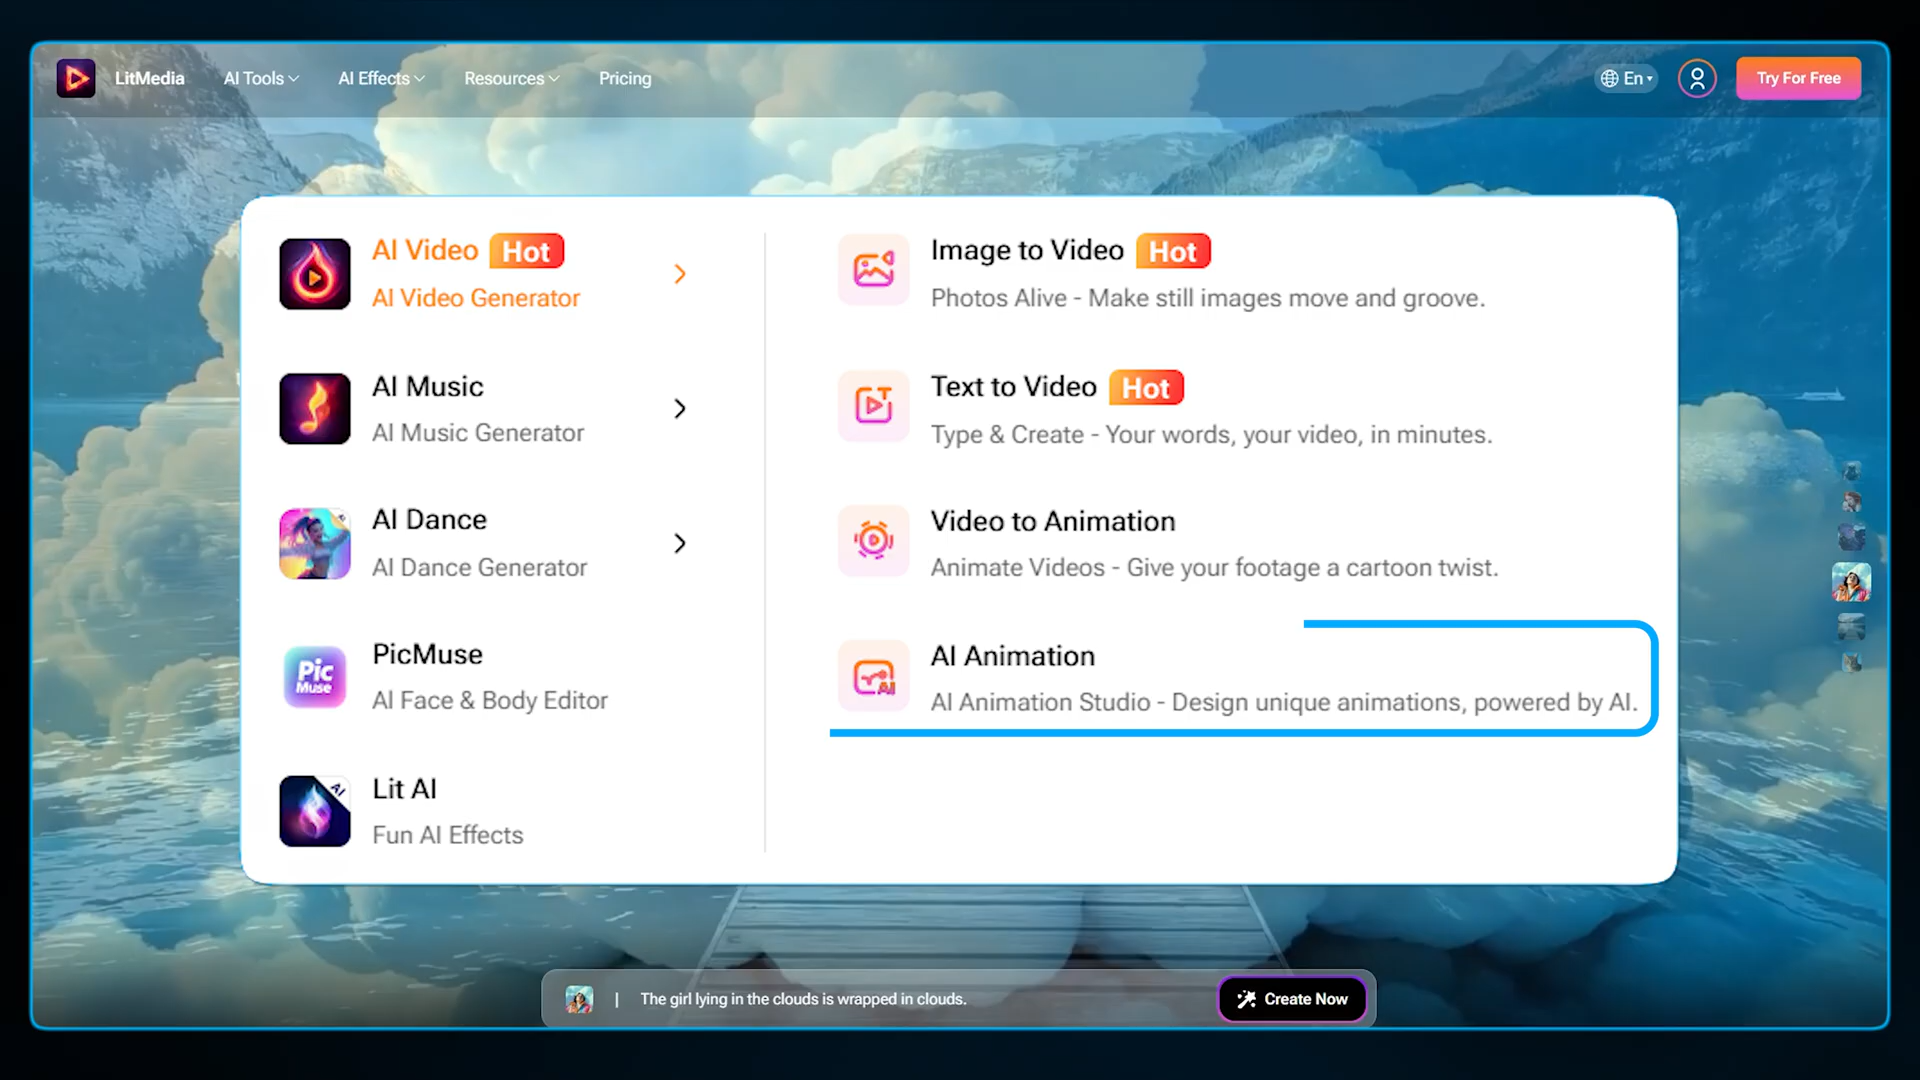 LitMedia
AI Tools
AI Effects
Resources
Pricing
En
Try For Free
AI Video Hot
AI Video Generator
AI Music
AI Music Generator
AI Dance
AI Dance Generator
Pic
Muse
PicMuse
AI Face & Body Editor
AI
Lit AI
Fun AI Effects
Image to Video Hot
Photos Alive - Make still images move and groove.
T
Text to Video Hot
Type & Create - Your words, your video, in minutes.
Video to Animation
Animate Videos - Give your footage a cartoon twist.
AI
AI Animation
AI Animation Studio - Design unique animations, powered by AI.
| The girl lying in the clouds is wrapped in clouds.
Create Now